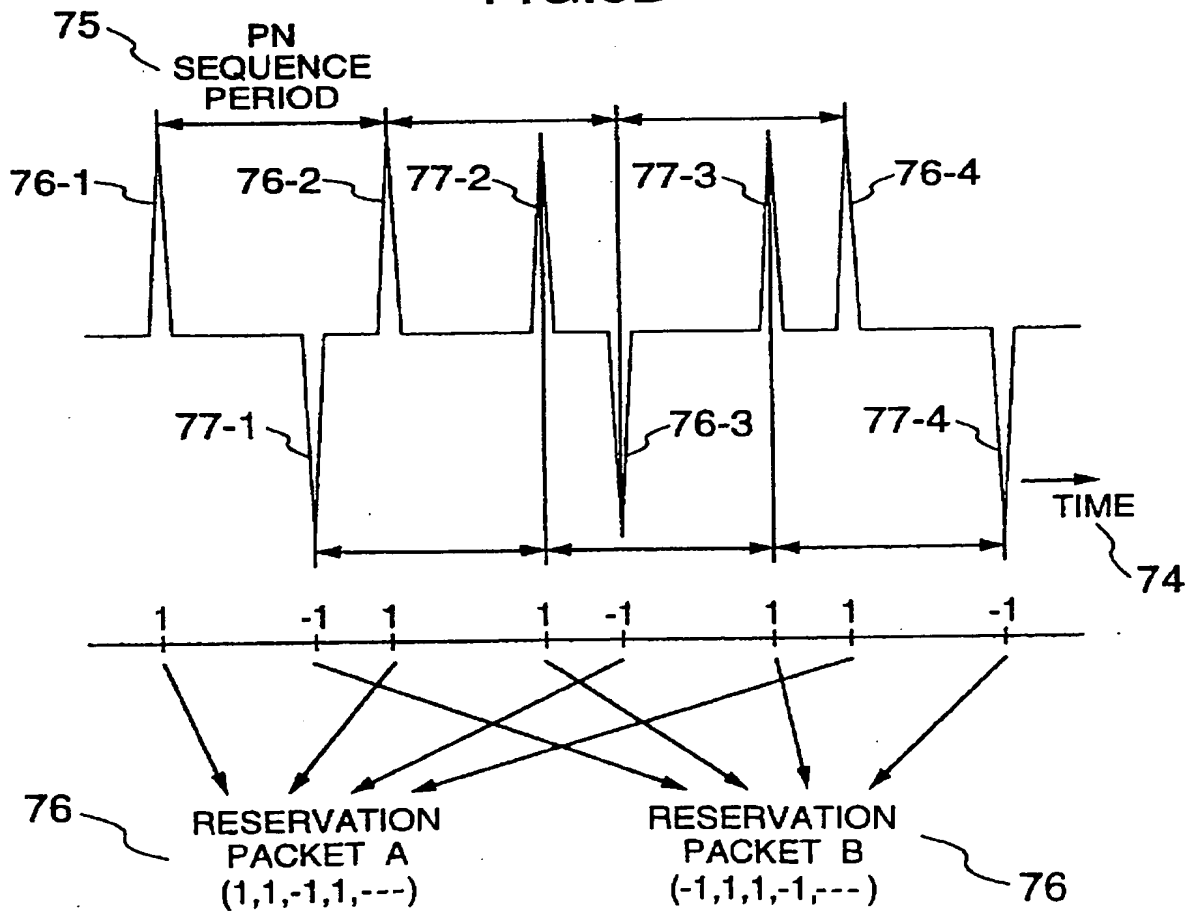 75
PN
SEQUENCE
PERIOD
76-1
76-2
77-2
77-3
76-4
77-1
76-3
77-4
TIME
74
1 -1 1 1 -1 1 1 -1
76
RESERVATION
PACKET A
(1,1,-1,1,---)
RESERVATION
PACKET B
(-1,1,1,-1,---)
76